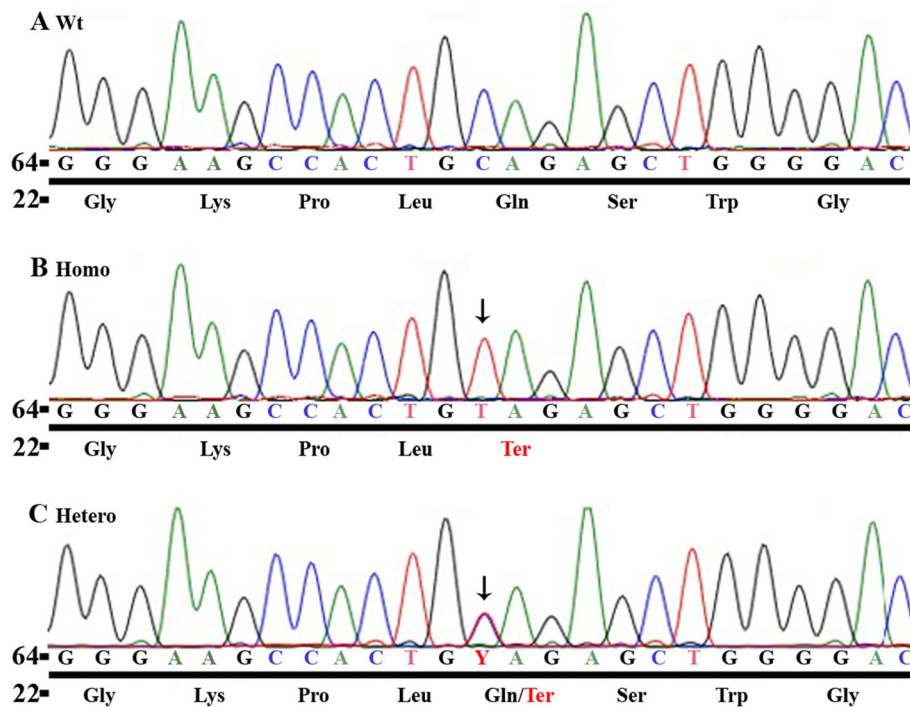 A Wt
64 G G G A A G C C A C T G C A G A G C T G G G G A C
22 Gly Lys Pro Leu Gln Ser Trp Gly
B Homo
64 G G G A A G C C A C T G T A G A G C T G G G G A C
22 Gly Lys Pro Leu Ter
C Hetero
64 G G G A A G C C A C T G Y A G A G C T G G G G A C
22 Gly Lys Pro Leu Gln/Ter Ser Trp Gly